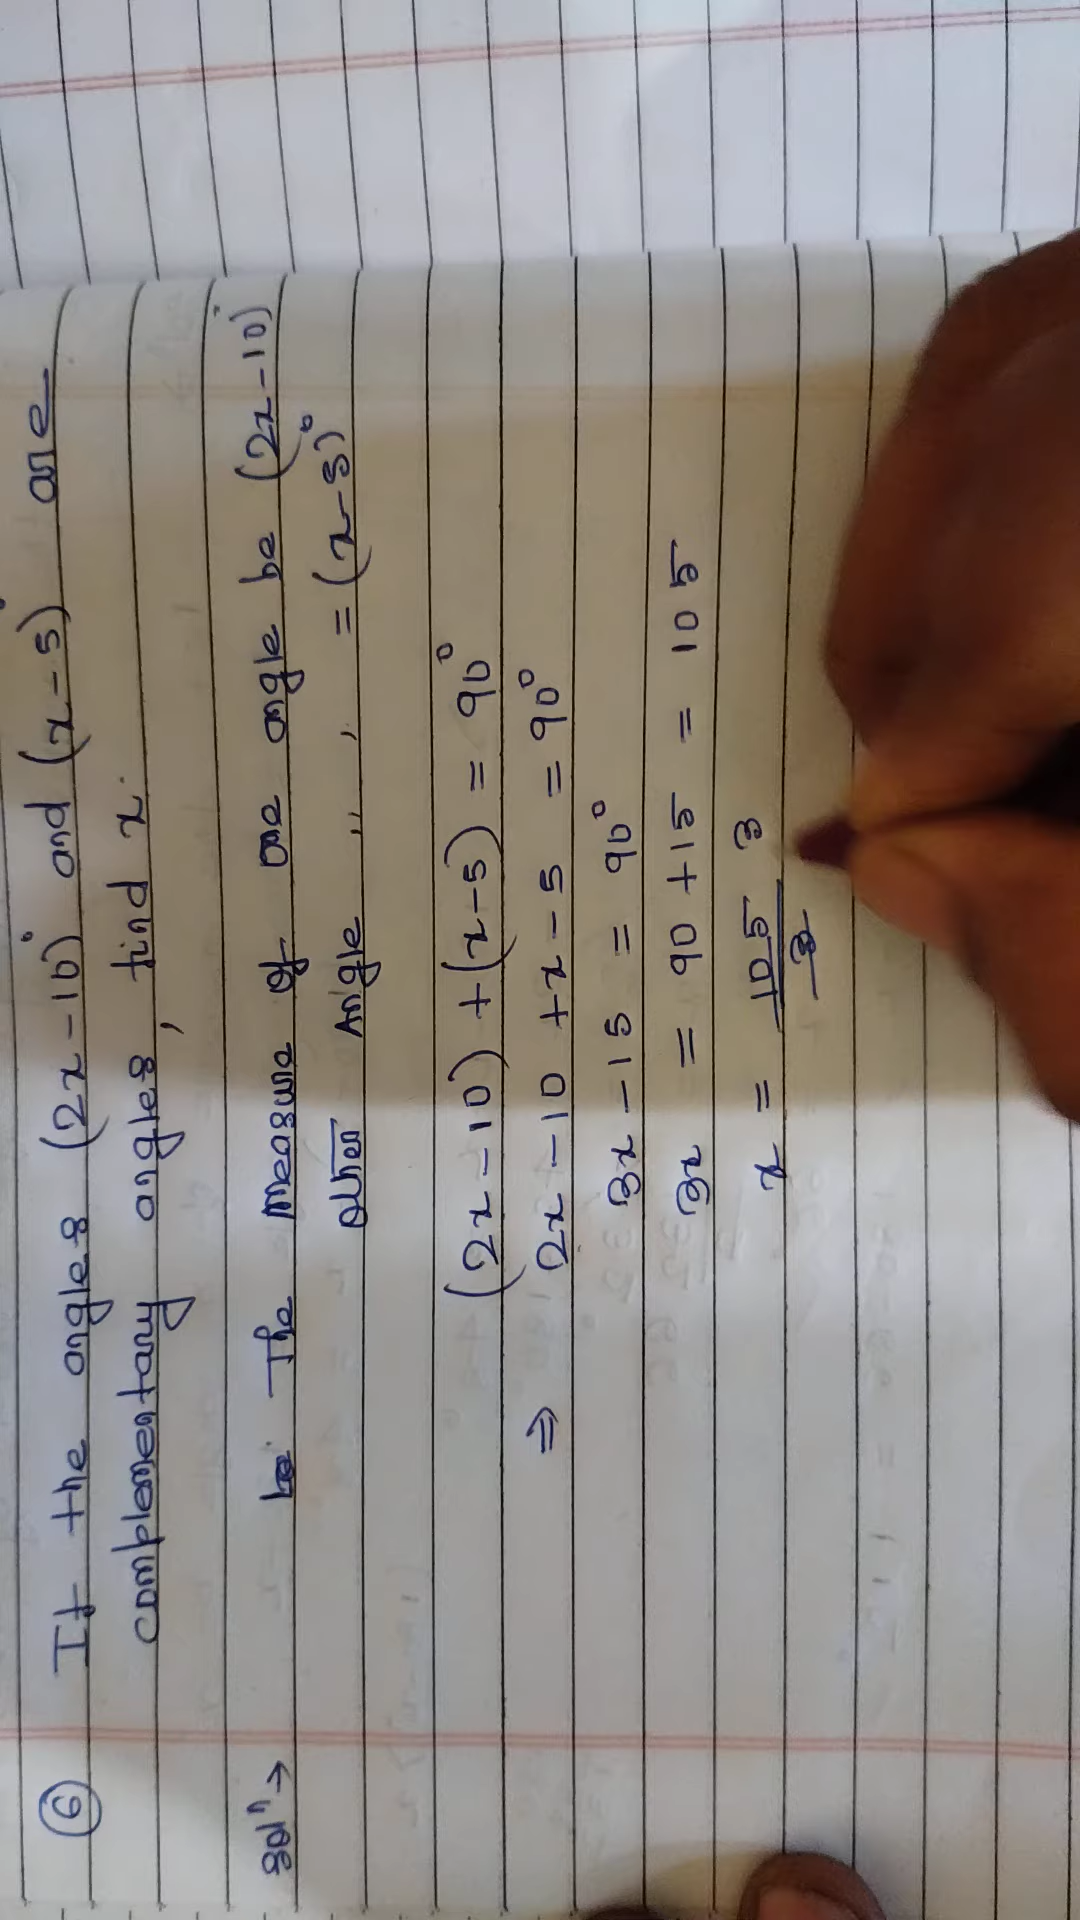 6 If the angles (2x-10)° and (x-5)° are
complementary angles, find x.
Sol" → be The measure of one angle be (2x-10)°
other Angle ,, , = (x-5)°
(2x-10) + (x-5) = 90°
⇒ 2x-10 + x-5 = 90°
3x-15 = 90°
3x = 90+15 = 105
x = 105 3
3